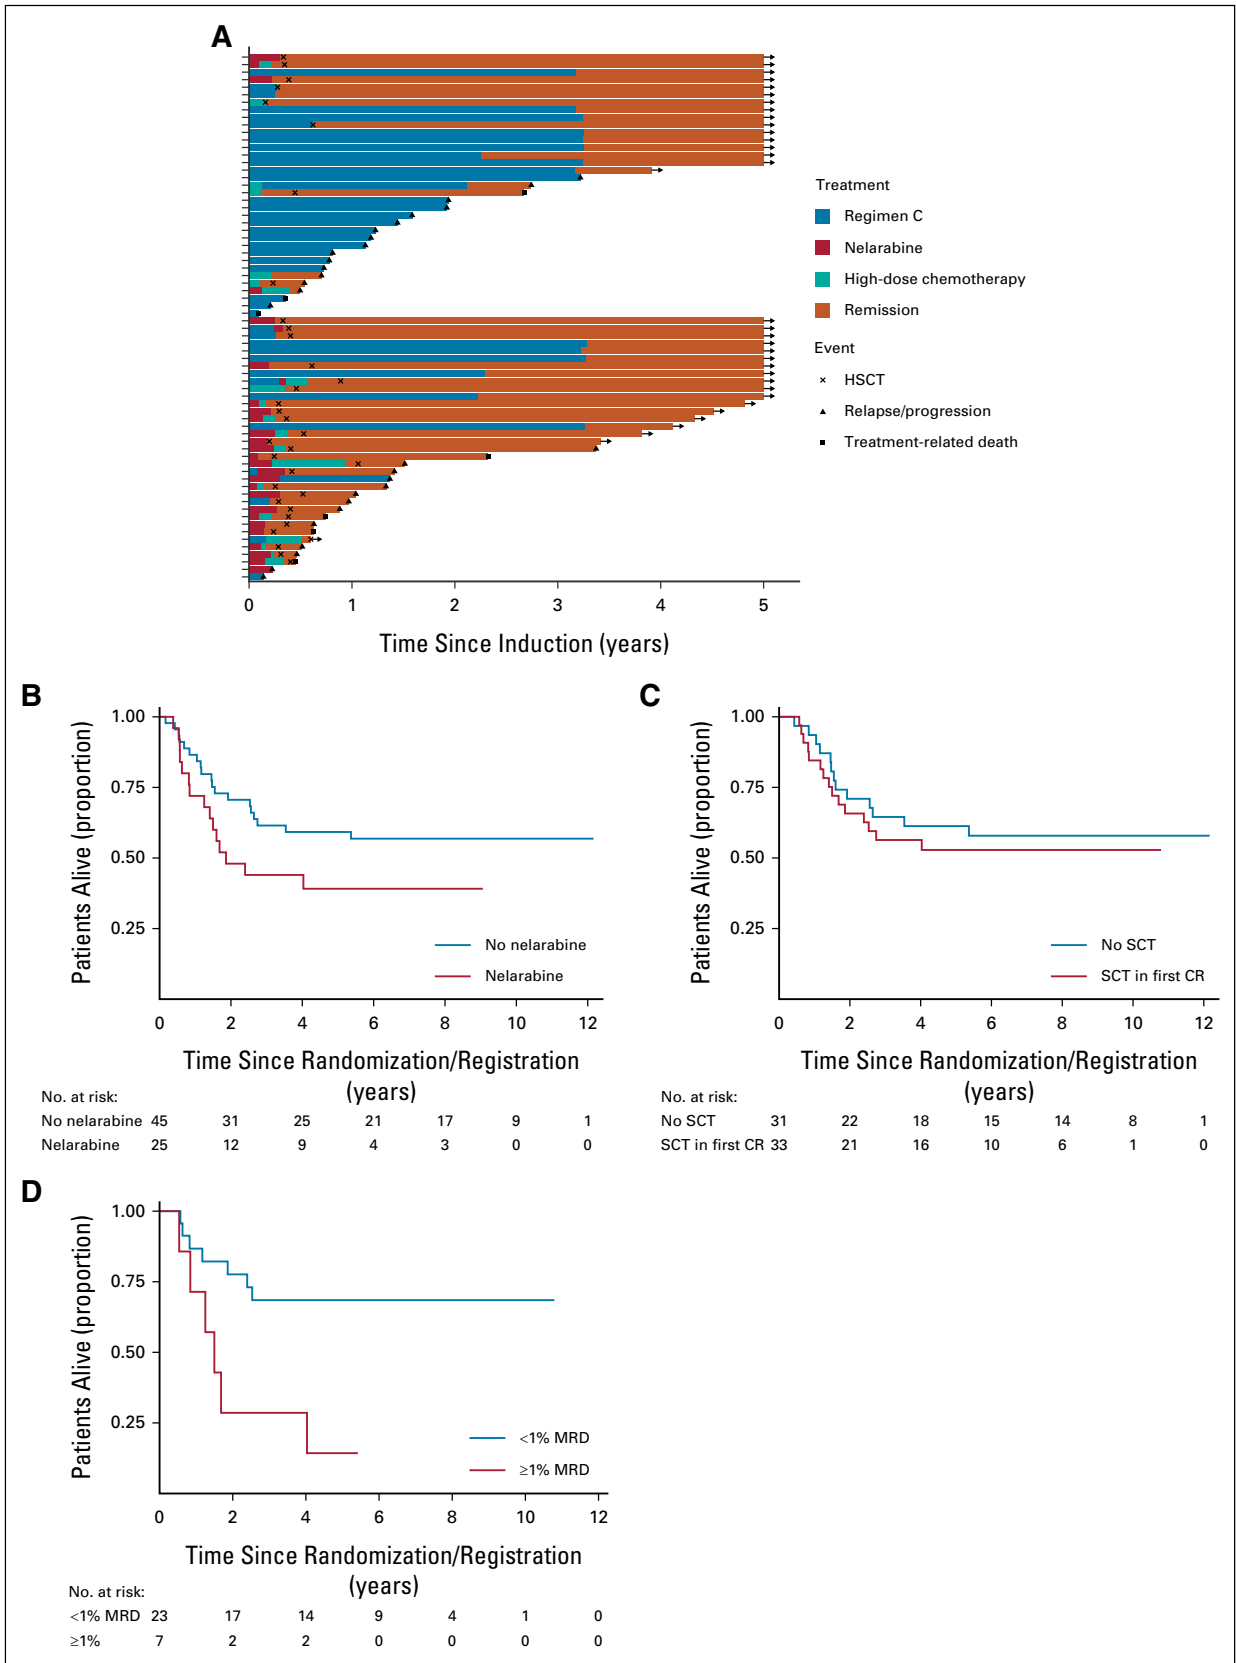 A
Treatment
Regimen C
Nelarabine
High-dose chemotherapy
Remission
Event
HSCT
Relapse/progression
Treatment-related death
0 1 2 3 4 5
Time Since Induction (years)
B
Patients Alive (proportion)
1.00
0.75
0.50
0.25
No nelarabine
Nelarabine
0 2 4 6 8 10 12
Time Since Randomization/Registration
(years)
No. at risk:
No nelarabine 45 31 25 21 17 9 1
Nelarabine 25 12 9 4 3 0 0
C
Patients Alive (proportion)
1.00
0.75
0.50
0.25
No SCT
SCT in first CR
0 2 4 6 8 10 12
Time Since Randomization/Registration
(years)
No. at risk:
No SCT 31 22 18 15 14 8 1
SCT in first CR 33 21 16 10 6 1 0
D
Patients Alive (proportion)
1.00
0.75
0.50
0.25
<1% MRD
≥1% MRD
0 2 4 6 8 10 12
Time Since Randomization/Registration
(years)
No. at risk:
<1% MRD 23 17 14 9 4 1 0
≥1% 7 2 2 0 0 0 0